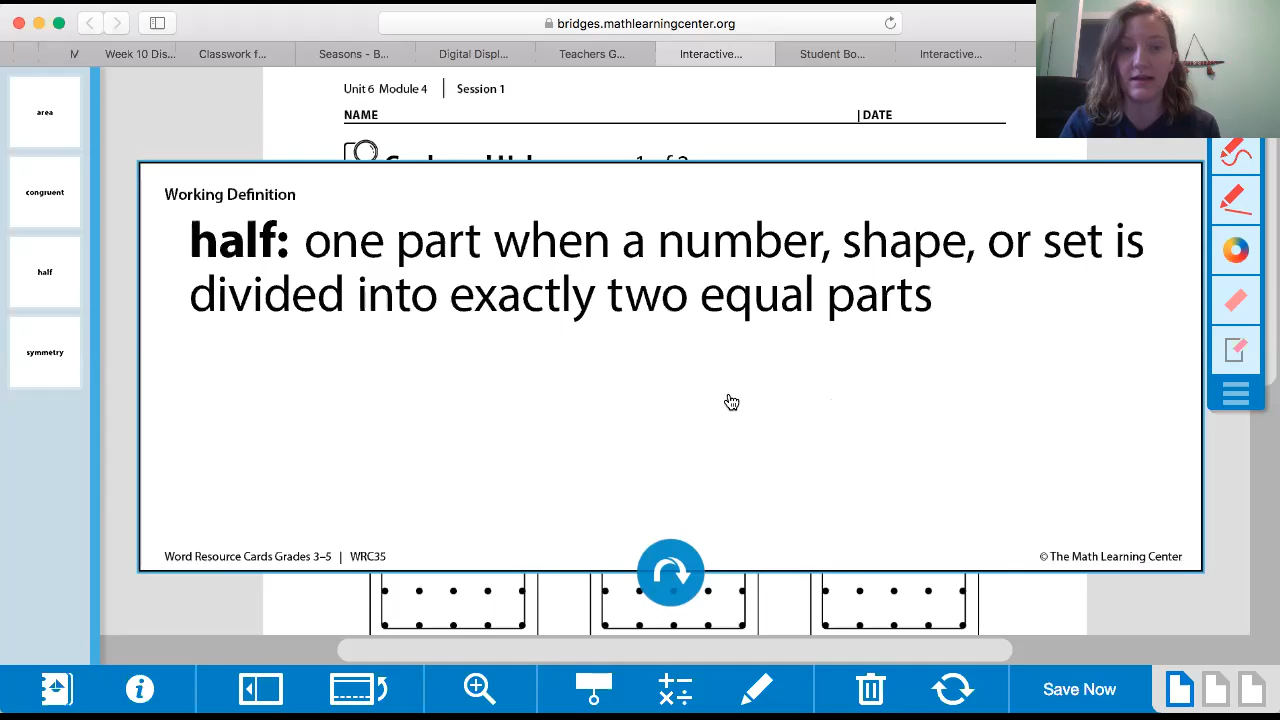 bridges.mathlearningcenter.org
M
Week 10 Dis...
Classwork f...
Seasons - B...
Digital Displ...
Teachers G...
Interactive...
Student Bo...
Interactive...
Unit 6 Module 4 | Session 1
NAME | DATE
area
congruent
half
symmetry
Working Definition
half: one part when a number, shape, or set is
divided into exactly two equal parts
Word Resource Cards Grades 3–5 | WRC35
© The Math Learning Center
Save Now